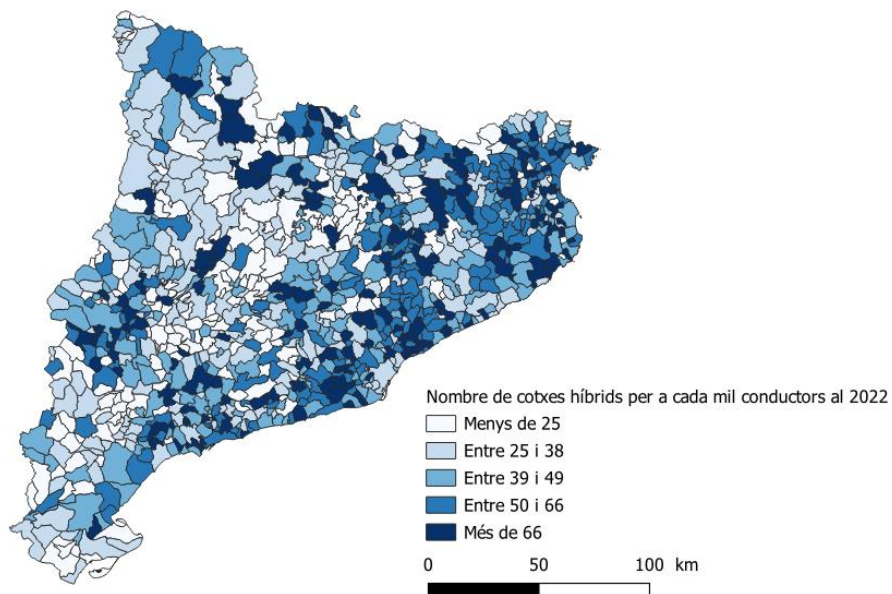 Nombre de cotxes híbrids per a cada mil conductors al 2022
Menys de 25
Entre 25 i 38
Entre 39 i 49
Entre 50 i 66
Més de 66
0 50 100 km